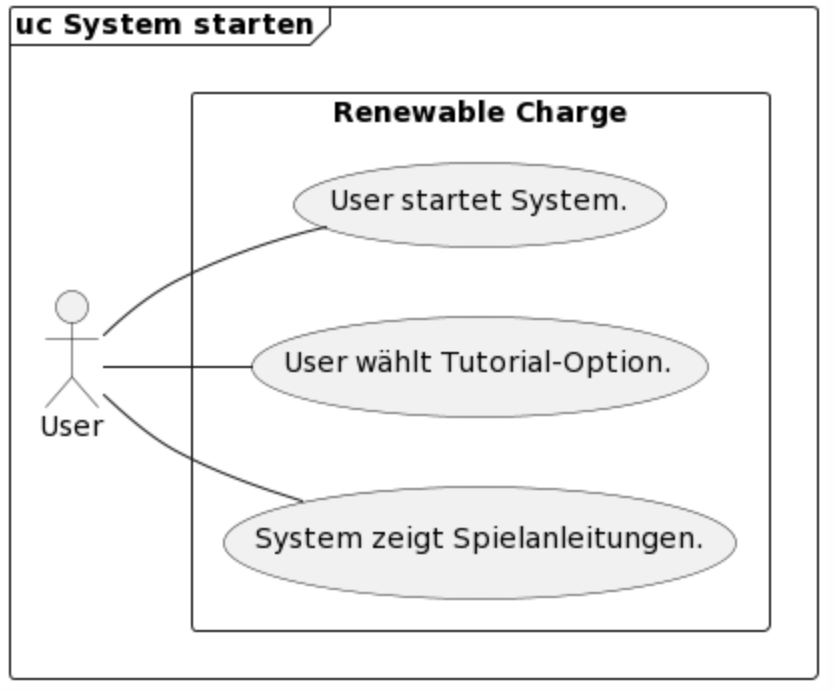 uc System starten
Renewable Charge
User startet System.
User wählt Tutorial-Option.
User
System zeigt Spielanleitungen.